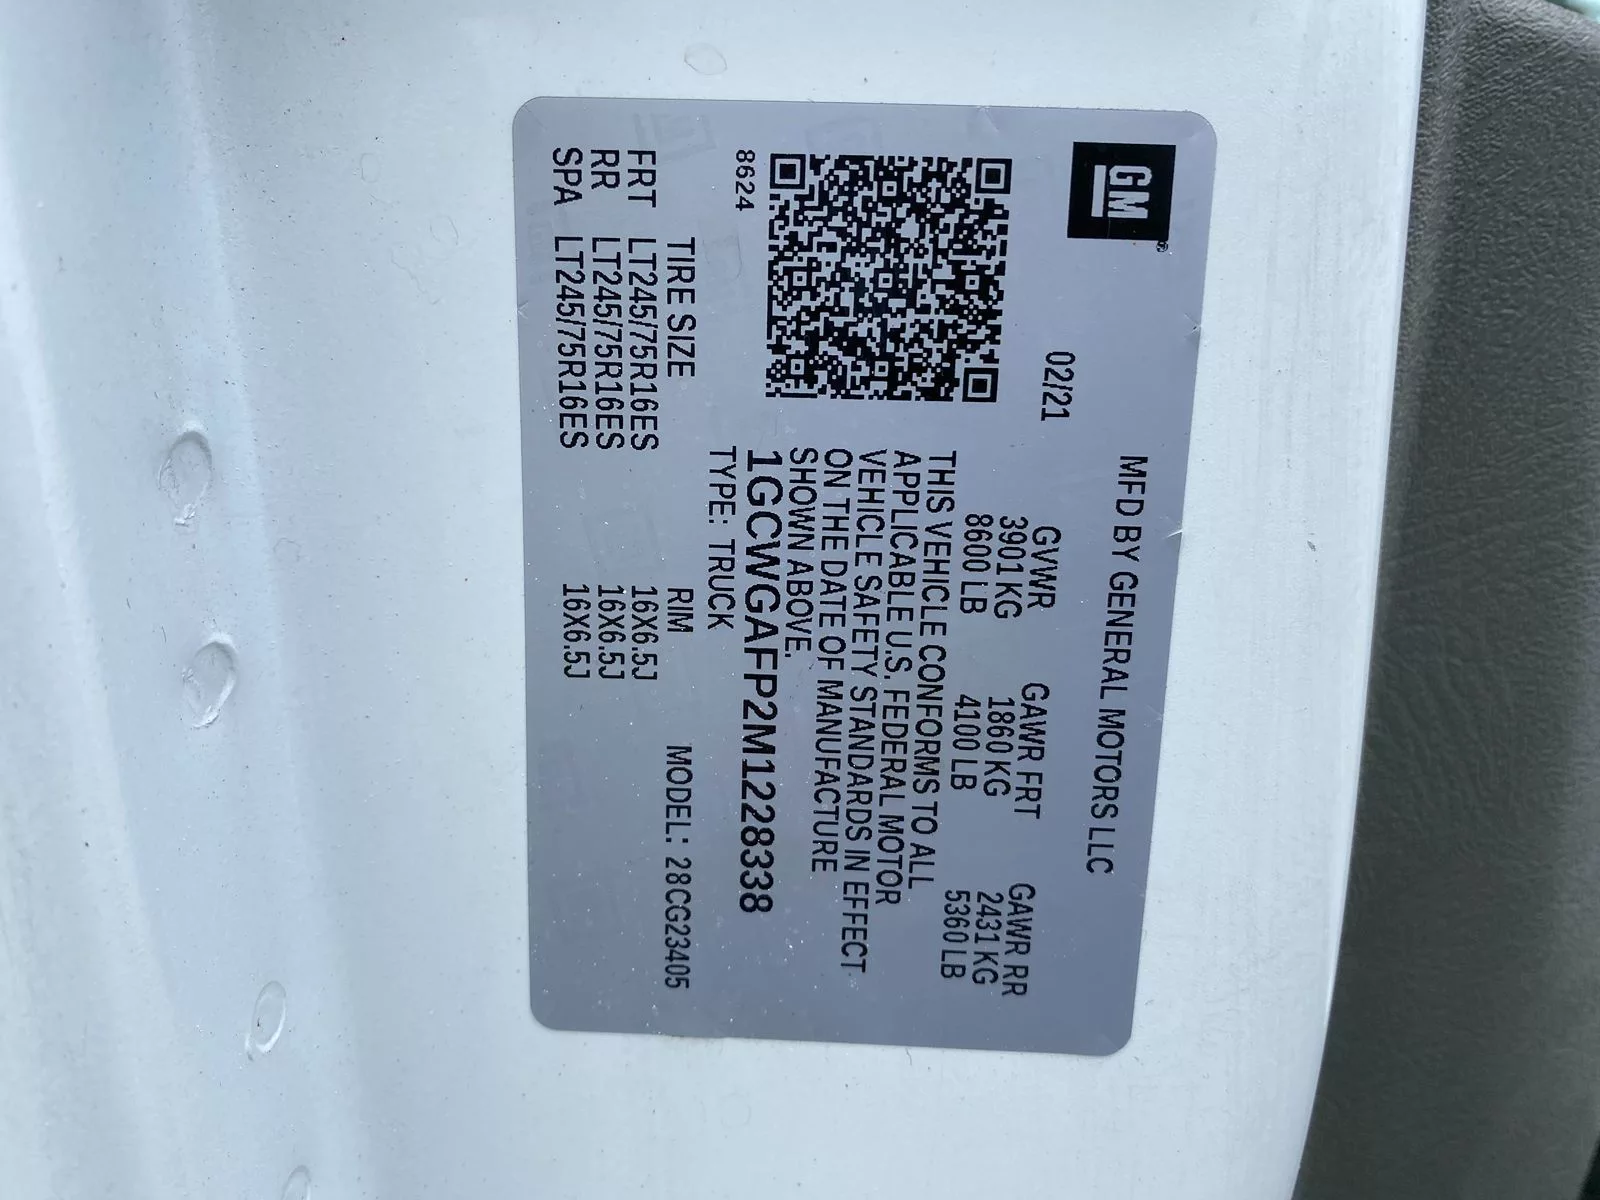 GM
MFD BY GENERAL MOTORS LLC
02/21
GVWR GAWR FRT GAWR RR
3901 KG 1860 KG 2431 KG
8600 LB 4100 LB 5360 LB
THIS VEHICLE CONFORMS TO ALL
APPLICABLE U.S. FEDERAL MOTOR
VEHICLE SAFETY STANDARDS IN EFFECT
ON THE DATE OF MANUFACTURE
SHOWN ABOVE.
8624
1GCWGAFP2M1228338
TYPE: TRUCK
TIRE SIZE RIM MODEL: 28CG23405
FRT LT245/75R16ES 16X6.5J
RR LT245/75R16ES 16X6.5J
SPA LT245/75R16ES 16X6.5J